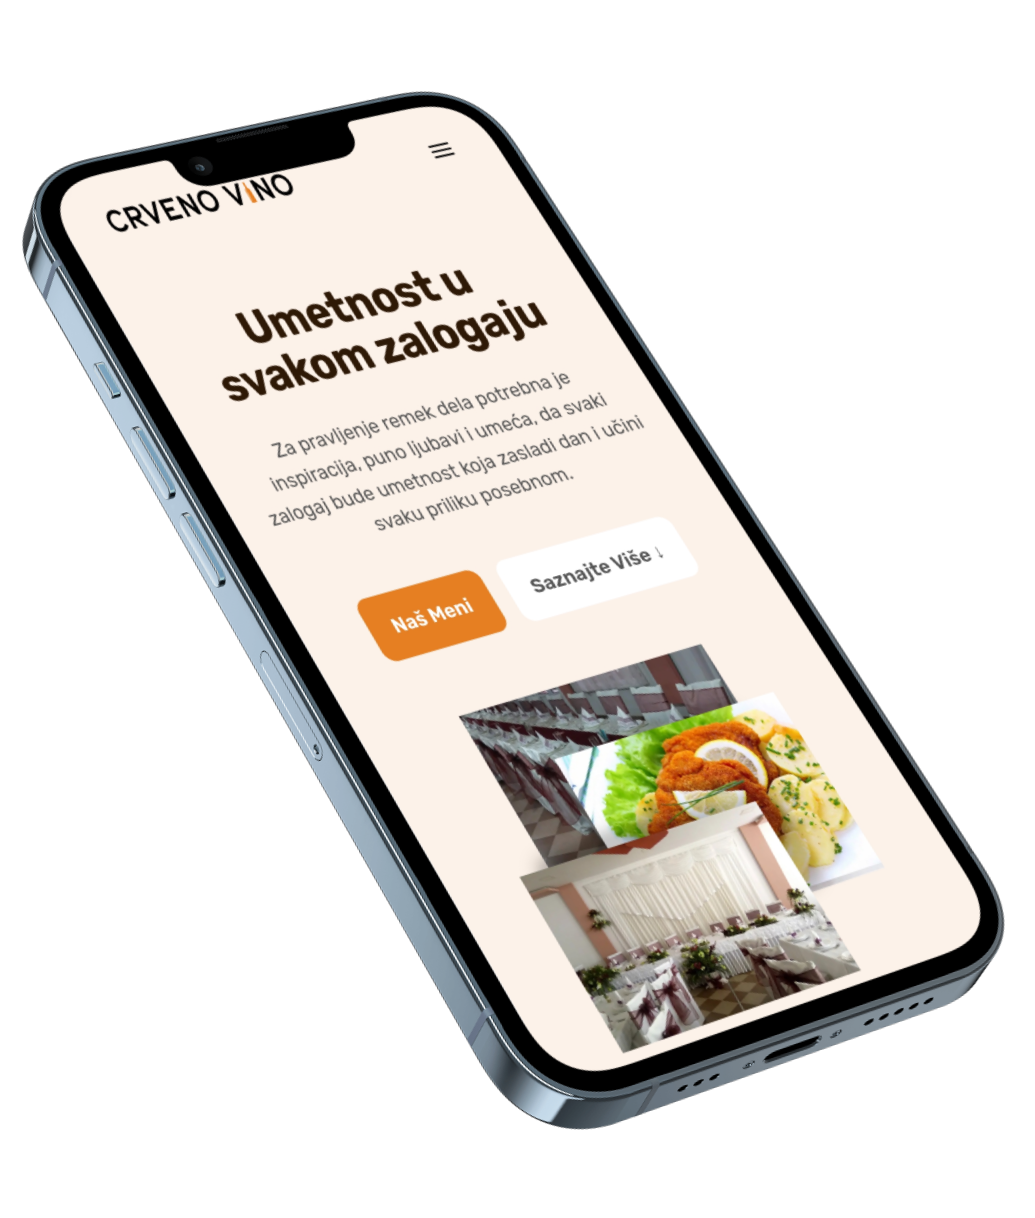 CRVENO VINO
Umetnost u
svakom zalogaju
Za pravljenje remek dela potrebna je
inspiracija, puno ljubavi i umeća, da svaki
zalogaj bude umetnost koja zasladi dan i učini
svaku priliku posebnom.
Naš Meni
Saznajte Više ↓